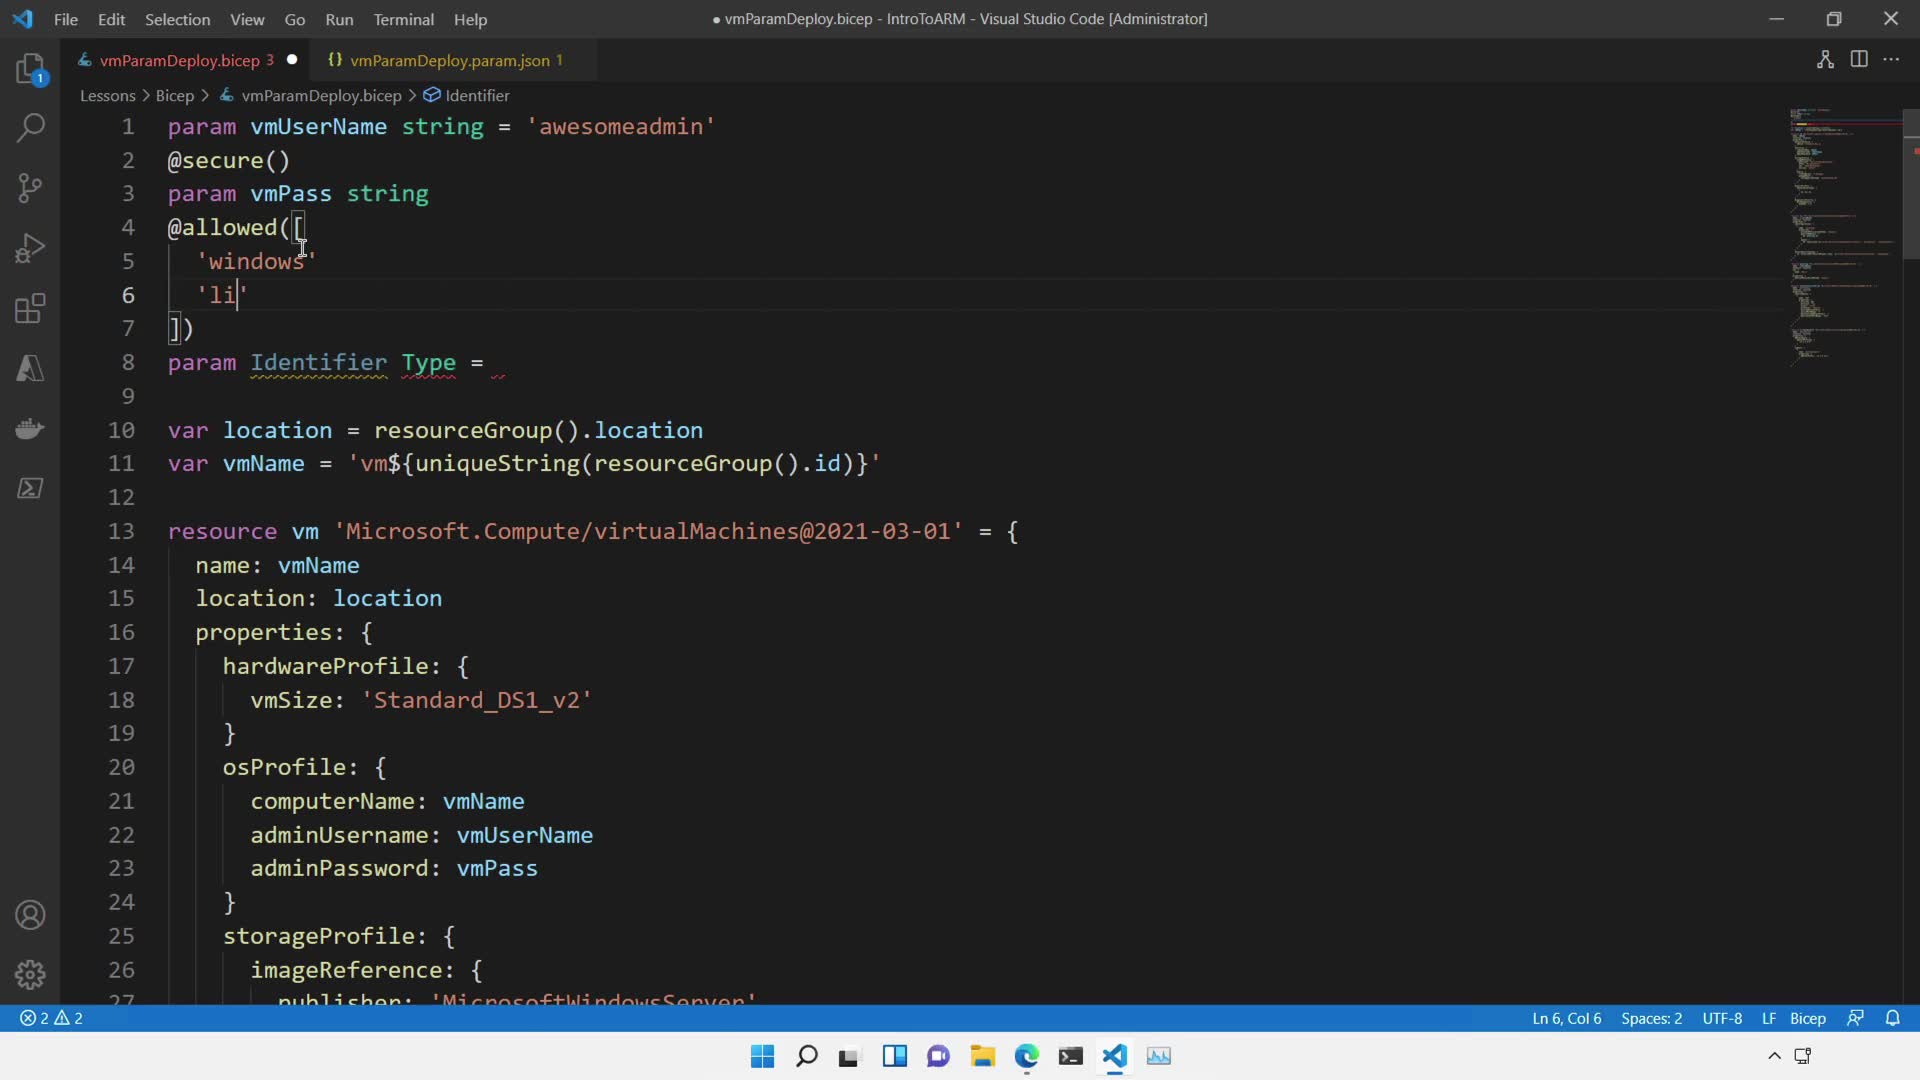 File Edit Selection View Go Run Terminal Help
● vmParamDeploy.bicep - IntroToARM - Visual Studio Code [Administrator]
vmParamDeploy.bicep 3 ●
{} vmParamDeploy.param.json 1
1
Lessons > Bicep > vmParamDeploy.bicep > Identifier
1 param vmUserName string = 'awesomeadmin'
2 @secure()
3 param vmPass string
4 @allowed([
5 'windows'
6 'li'
7 ])
8 param Identifier Type =
9
10 var location = resourceGroup().location
11 var vmName = 'vm${uniqueString(resourceGroup().id)}'
12
13 resource vm 'Microsoft.Compute/virtualMachines@2021-03-01' = {
14 name: vmName
15 location: location
16 properties: {
17 hardwareProfile: {
18 vmSize: 'Standard_DS1_v2'
19 }
20 osProfile: {
21 computerName: vmName
22 adminUsername: vmUserName
23 adminPassword: vmPass
24 }
25 storageProfile: {
26 imageReference: {
27 publisher: 'MicrosoftWindowsServer'
2 2
Ln 6, Col 6 Spaces: 2 UTF-8 LF Bicep